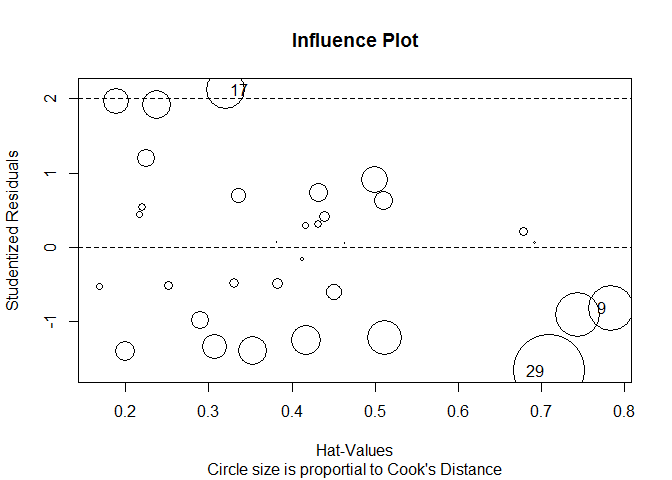 Influence Plot
Studentized Residuals
2
1
0
-1
17
9
29
0.2 0.3 0.4 0.5 0.6 0.7 0.8
Hat-Values
Circle size is proportial to Cook's Distance